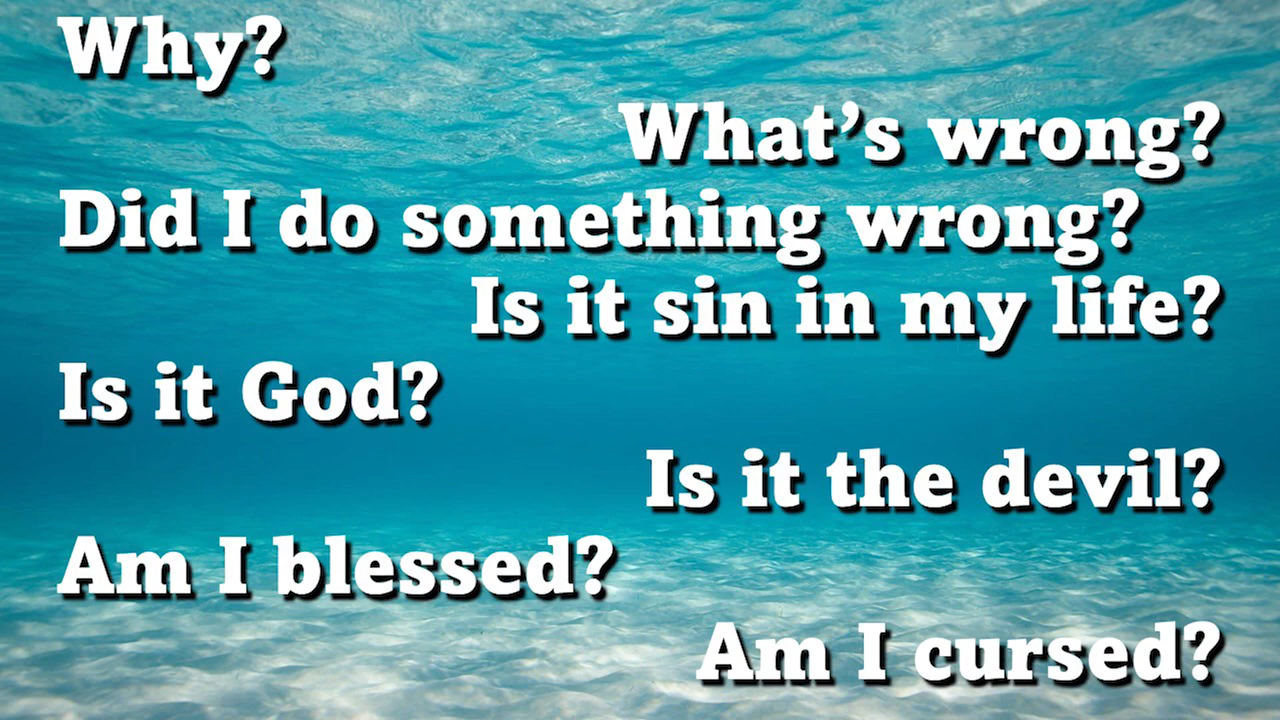 Why?
What’s wrong?
Did I do something wrong?
Is it sin in my life?
Is it God?
Is it the devil?
Am I blessed?
Am I cursed?